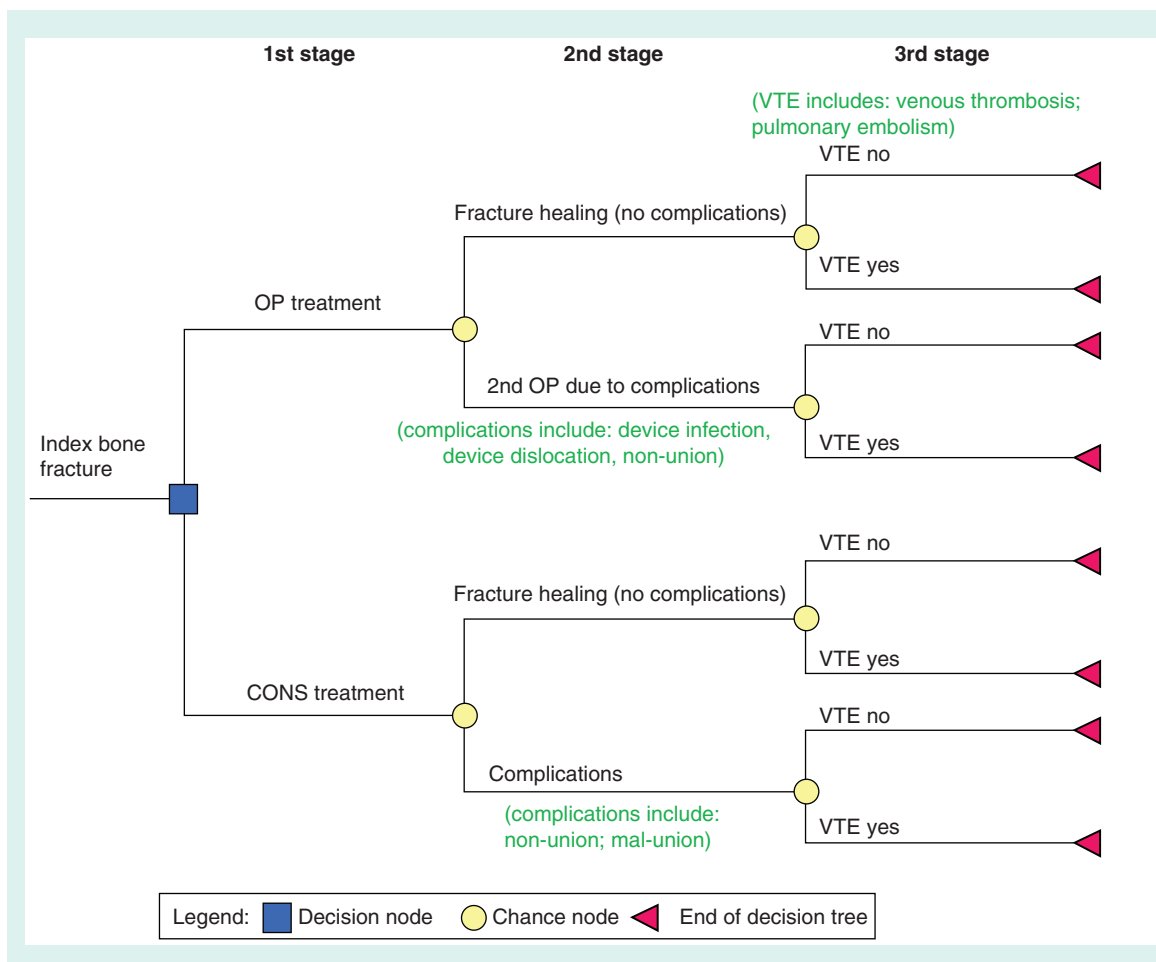 1st stage
2nd stage
3rd stage
(VTE includes: venous thrombosis;
pulmonary embolism)
VTE no
Fracture healing (no complications)
VTE yes
OP treatment
VTE no
2nd OP due to complications
(complications include: device infection,
device dislocation, non-union)
VTE yes
Index bone
fracture
VTE no
Fracture healing (no complications)
VTE yes
CONS treatment
VTE no
Complications
(complications include:
non-union; mal-union)
VTE yes
Legend:
Decision node
Chance node
End of decision tree